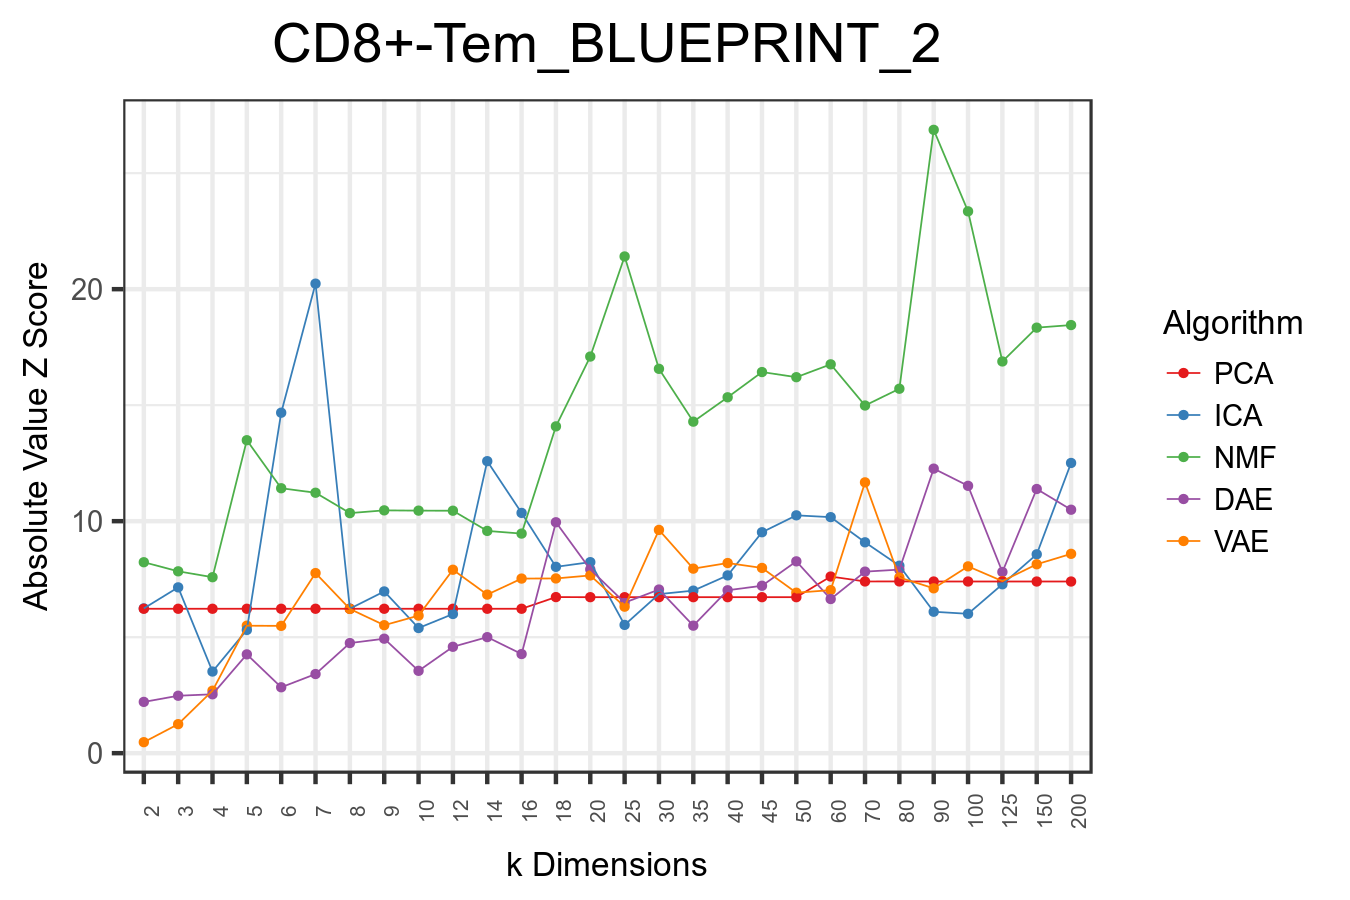 CD8+-Tem_BLUEPRINT_2
Absolute Value Z Score
20
10
0
2 3 4 5 6 7 8 9 10 12 14 16 18 20 25 30 35 40 45 50 60 70 80 90 100 125 150 200
k Dimensions
Algorithm
PCA
ICA
NMF
DAE
VAE